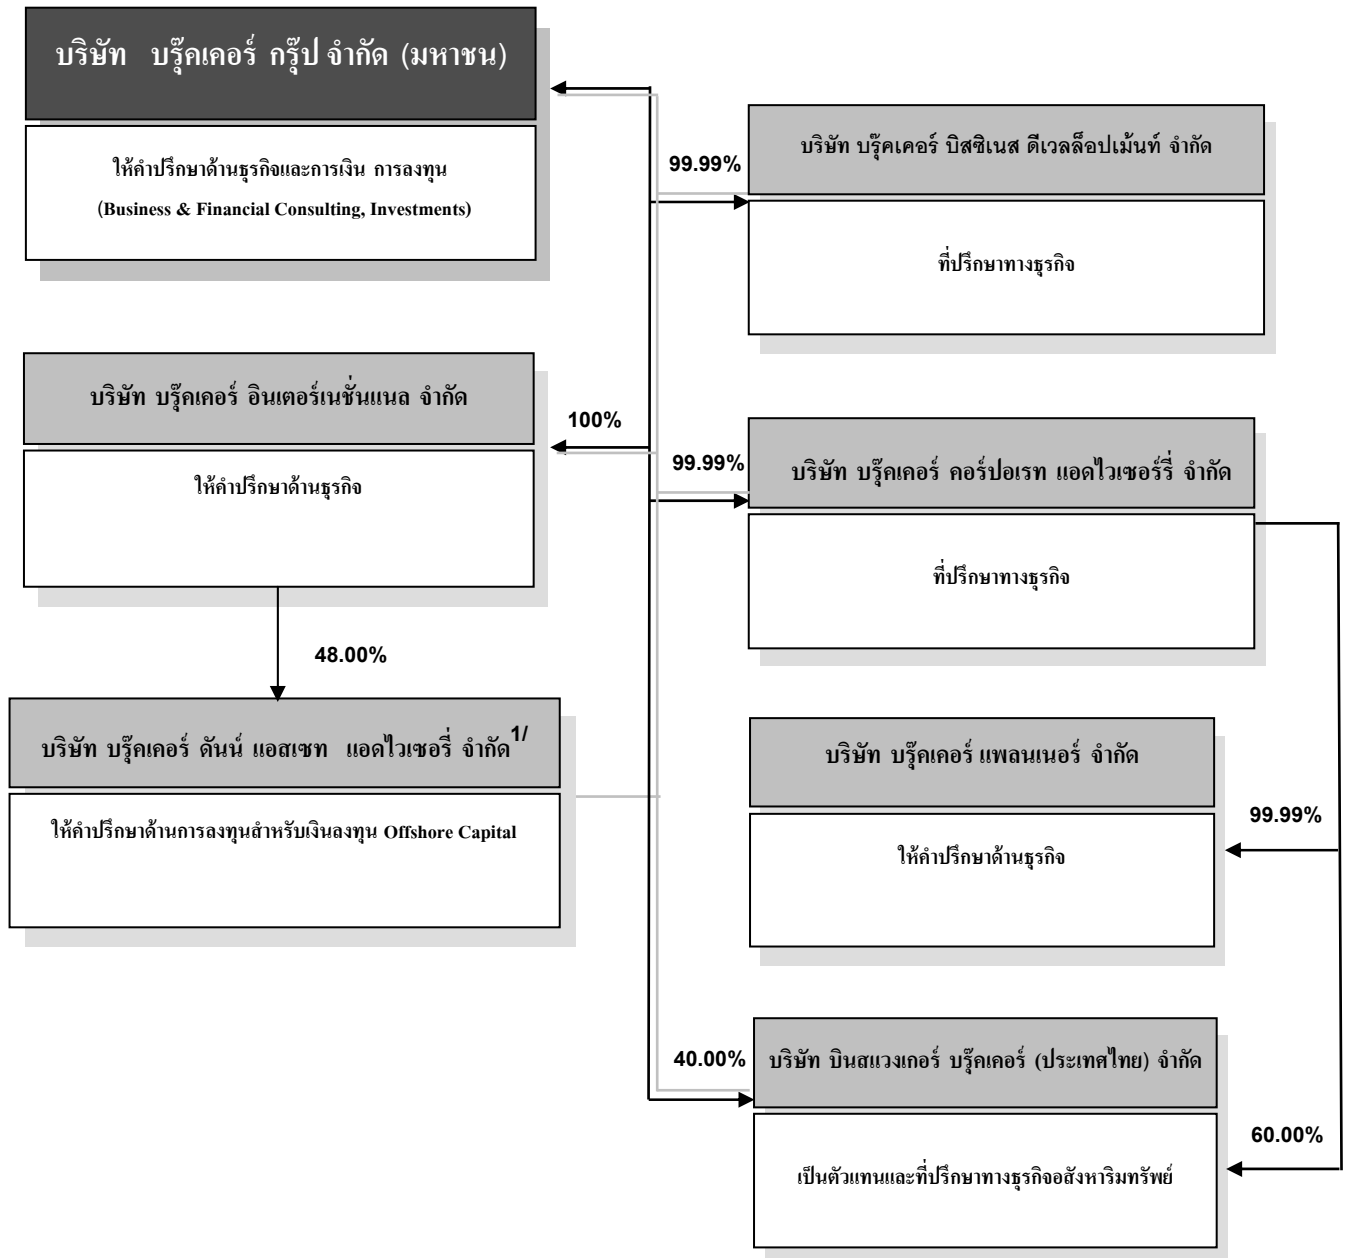 บริษัท บรุ๊คเคอร์ กรุ๊ป จำกัด (มหาชน)
ให้คำปรึกษาด้านธุรกิจและการเงิน การลงทุน
(Business & Financial Consulting, Investments)
99.99%
บริษัท บรุ๊คเคอร์ บิสซิเนส ดีเวลล็อปเม้นท์ จำกัด
ที่ปรึกษาทางธุรกิจ
บริษัท บรุ๊คเคอร์ อินเตอร์เนชั่นแนล จำกัด
ให้คำปรึกษาด้านธุรกิจ
100%
99.99%
บริษัท บรุ๊คเคอร์ คอร์ปอเรท แอดไวเซอร์รี่ จำกัด
ที่ปรึกษาทางธุรกิจ
48.00%
บริษัท บรุ๊คเคอร์ ดันน์ แอสเซท แอดไวเซอรี่ จำกัด1/
ให้คำปรึกษาด้านการลงทุนสำหรับเงินลงทุน Offshore Capital
บริษัท บรุ๊คเคอร์ แพลนเนอร์ จำกัด
ให้คำปรึกษาด้านธุรกิจ
99.99%
40.00%
บริษัท บินสแวงเกอร์ บรุ๊คเคอร์ (ประเทศไทย) จำกัด
เป็นตัวแทนและที่ปรึกษาทางธุรกิจอสังหาริมทรัพย์
60.00%